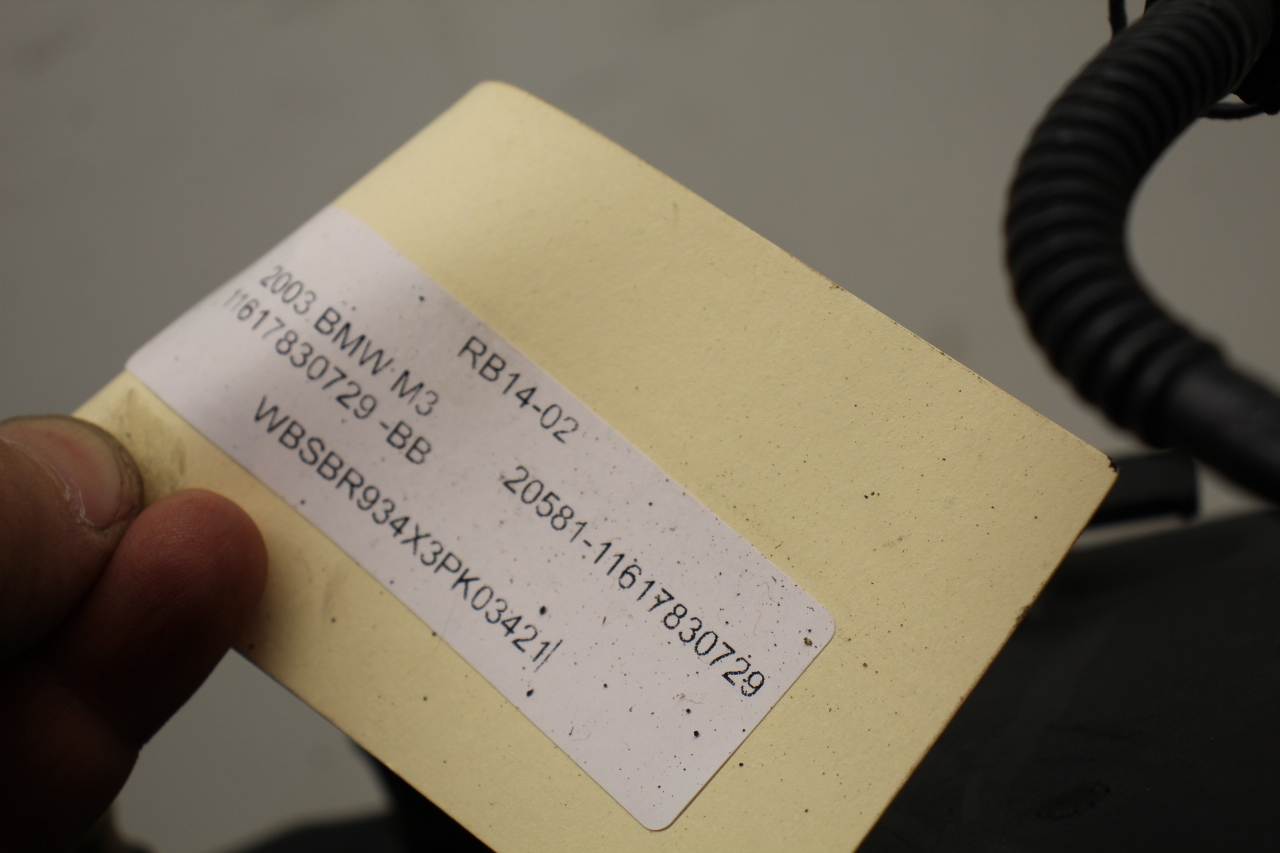 RB14-02
2003 BMW M3
11617830729 -BB
20581-11617830729
WBSBR934X3PK03421